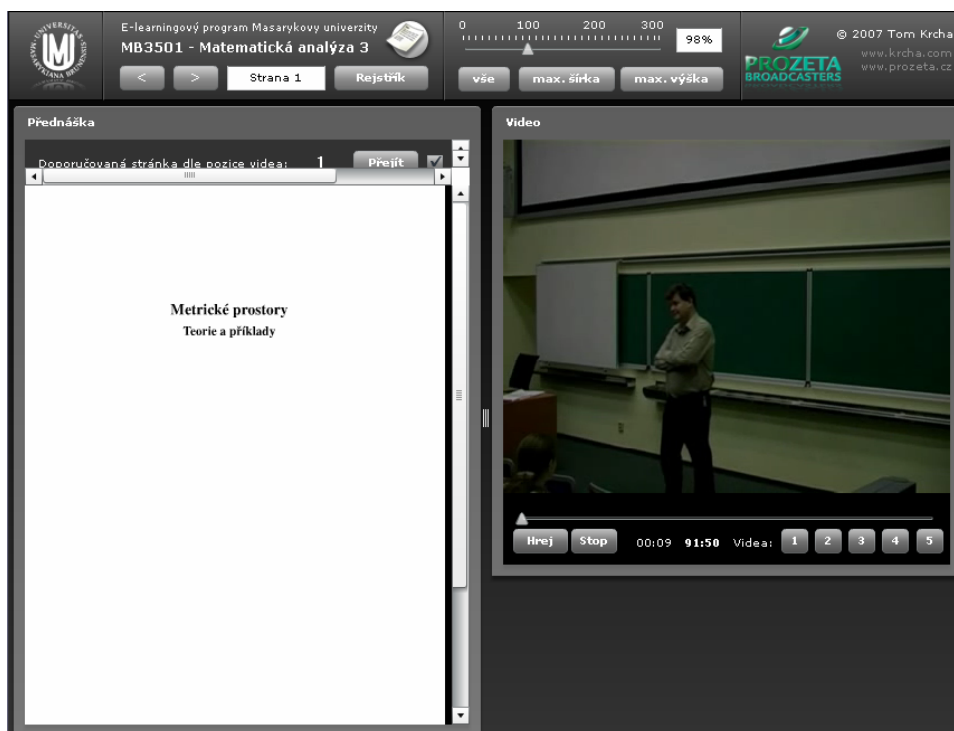 UNIVERSITAS
MASARYKIANA BRUNENSIS
E-learningový program Masarykovy univerzity
MB3501 - Matematická analýza 3
<
>
Strana 1
Rejstřík
0 100 200 300
98%
vše
max. šířka
max. výška
PROZETA
BROADCASTERS
© 2007 Tom Krcha
www.krcha.com
www.prozeta.cz
Přednáška
Doporučovaná stránka dle pozice videa: 1
Přejít
Metrické prostory
Teorie a příklady
Video
Hrej
Stop
00:09 91:50 Videa: 1 2 3 4 5